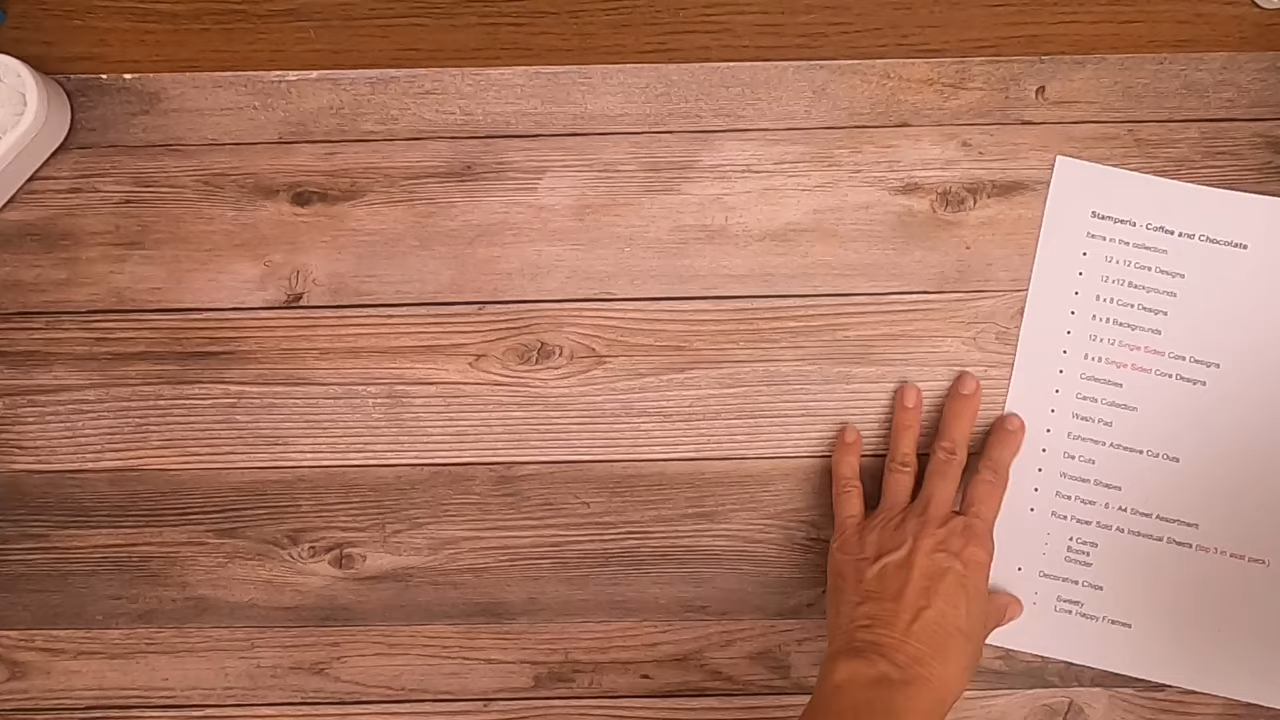 Stamperia - Coffee and Chocolate
Items in the collection
12 x 12 Core Designs
12 x12 Backgrounds
8 x 8 Core Designs
8 x 8 Backgrounds
12 x 12 Single Sided Core Designs
8 x 8 Single Sided Core Designs
Collectibles
Cards Collection
Washi Pad
Ephemera Adhesive Cut Outs
Die Cuts
Wooden Shapes
Rice Paper - 6 - A4 Sheet Assortment
Rice Paper Sold As Individual Sheets (top 3 in asst pack)
4 Cards
Books
Grinder
Decorative Chips
Sweety
Love Happy Frames